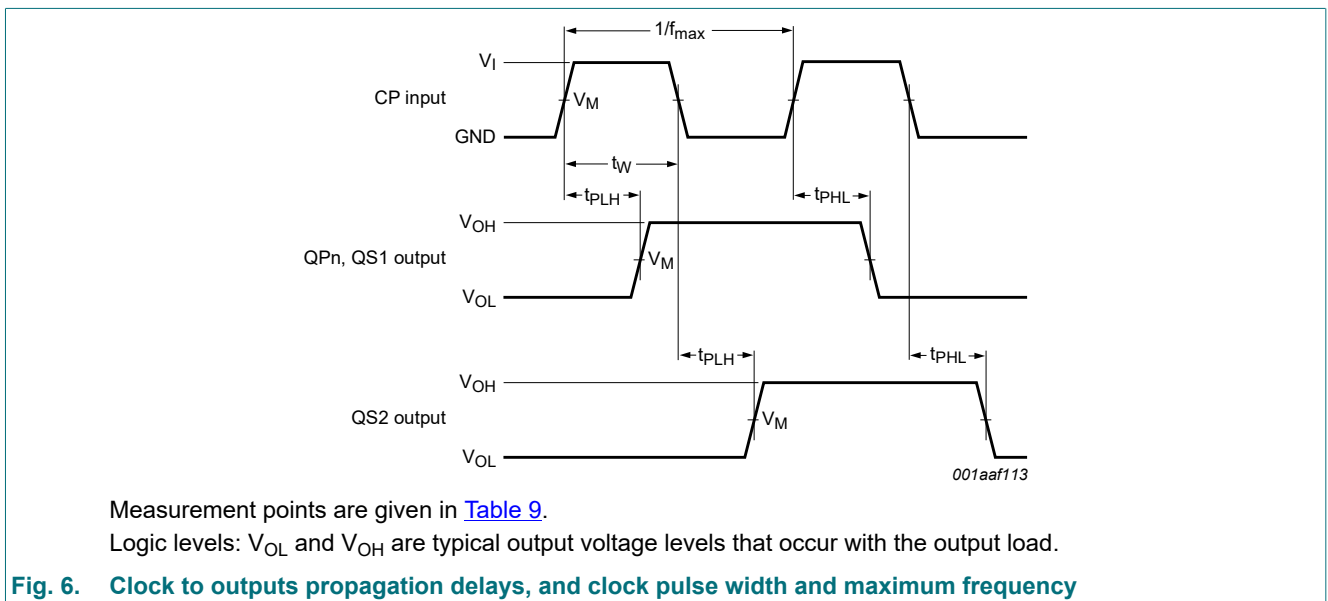 1/fmax
VI
CP input
VM
GND
tW
tPLH
tPHL
VOH
QPn, QS1 output
VM
VOL
tPLH
tPHL
VOH
QS2 output
VM
VOL
001aaf113
Measurement points are given in Table 9.
Logic levels: VOL and VOH are typical output voltage levels that occur with the output load.
Fig. 6. Clock to outputs propagation delays, and clock pulse width and maximum frequency